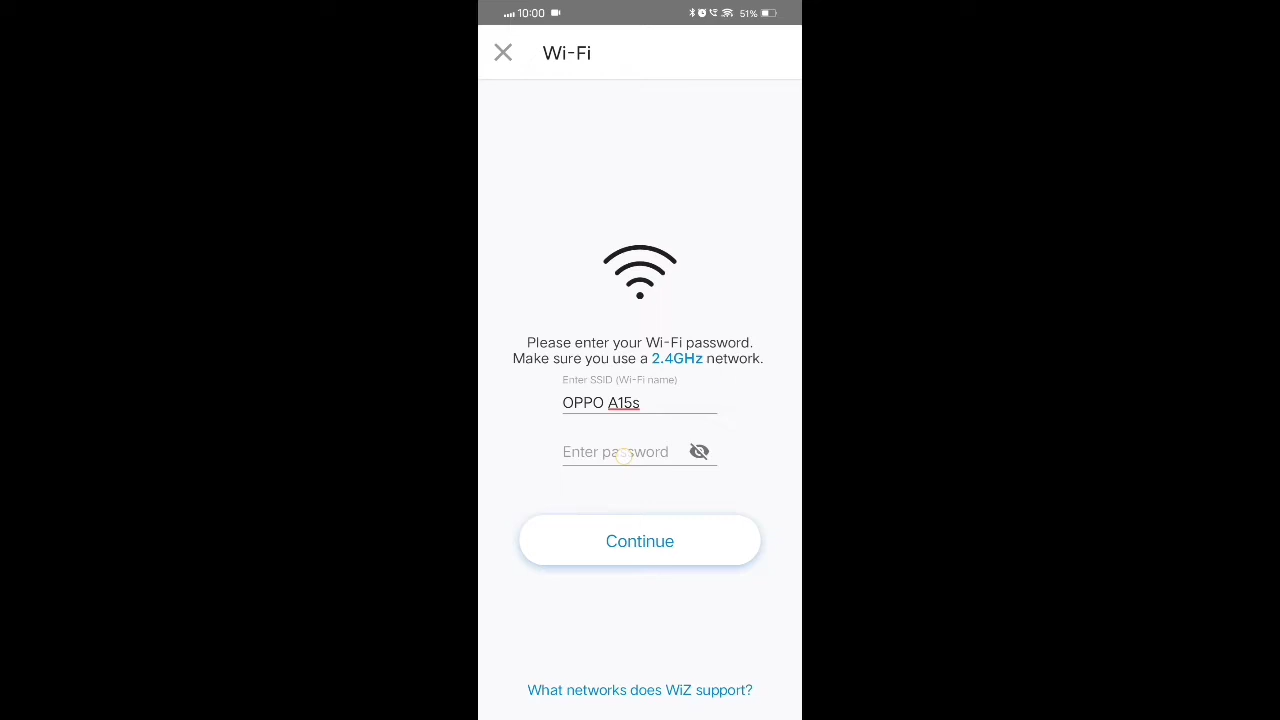 10:00 51%
Wi-Fi
Please enter your Wi-Fi password.
Make sure you use a 2.4GHz network.
Enter SSID (Wi-Fi name)
OPPO A15s
Enter password
Continue
What networks does WiZ support?